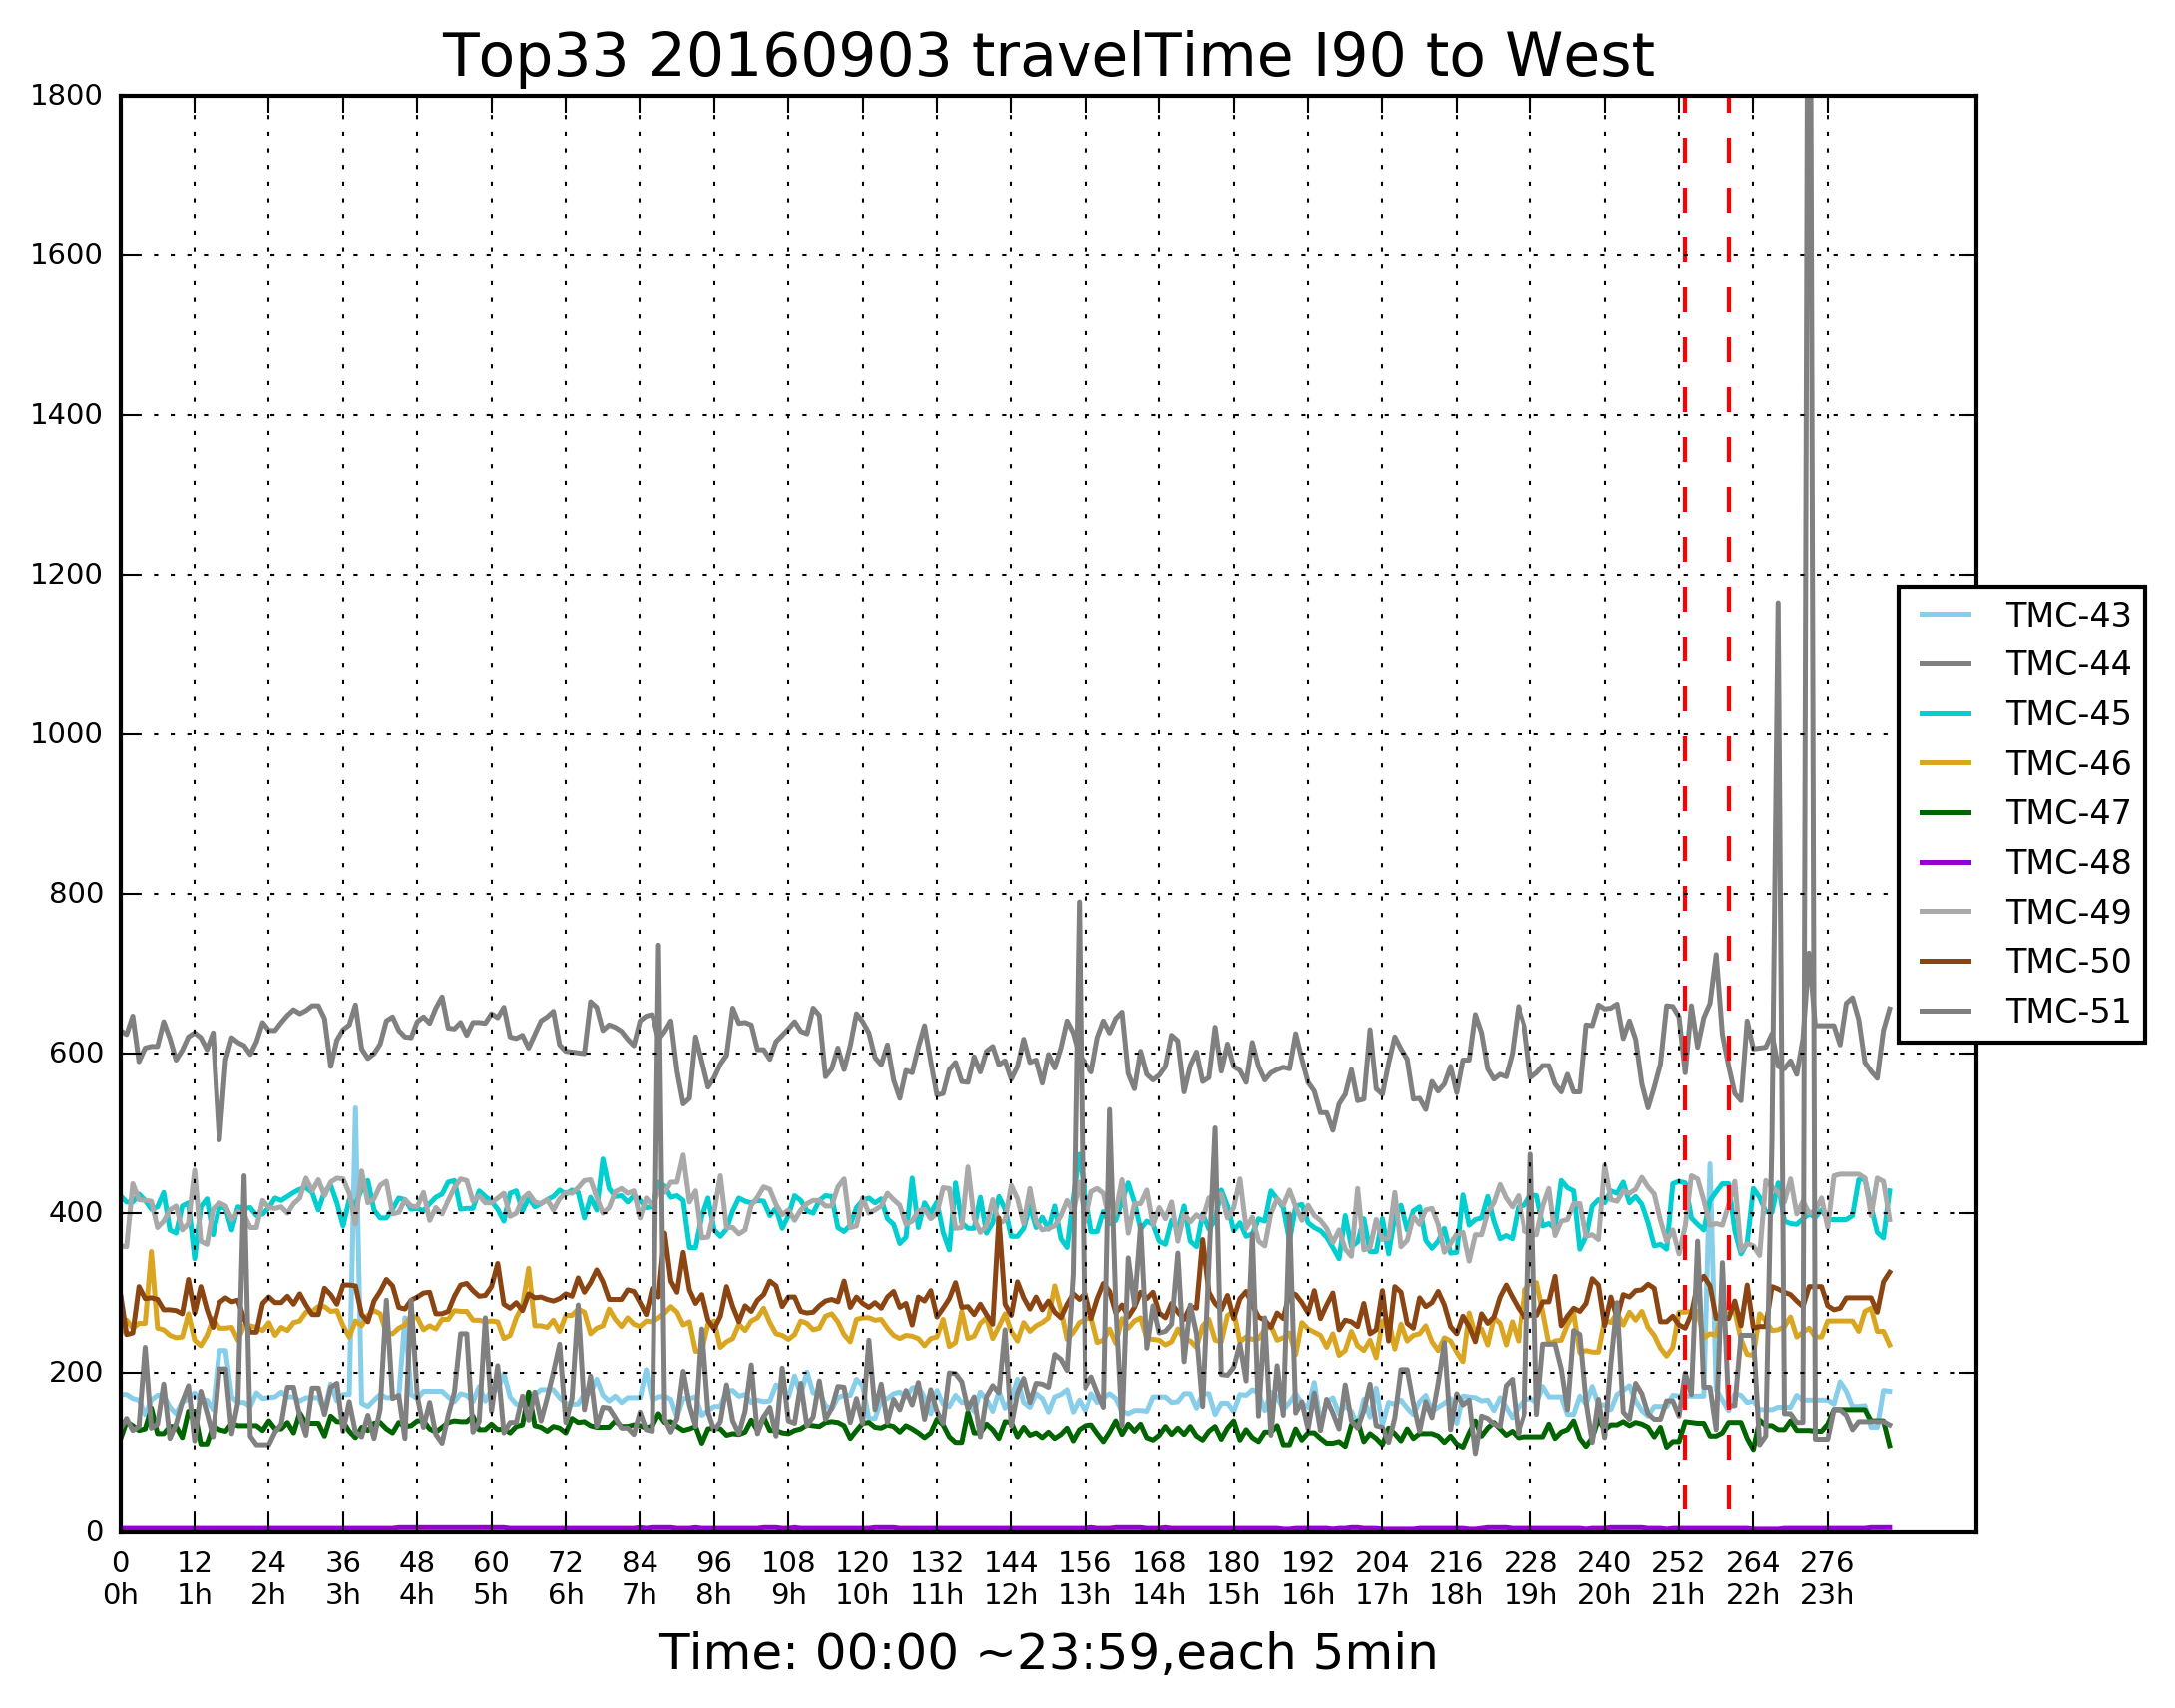 Top33 20160903 travelTime I90 to West
1800
1600
1400
1200
1000
800
600
400
200
0
TMC-43
TMC-44
TMC-45
TMC-46
TMC-47
TMC-48
TMC-49
TMC-50
TMC-51
0 12 24 36 48 60 72 84 96 108 120 132 144 156 168 180 192 204 216 228 240 252 264 276
0h 1h 2h 3h 4h 5h 6h 7h 8h 9h 10h 11h 12h 13h 14h 15h 16h 17h 18h 19h 20h 21h 22h 23h
Time: 00:00 ~23:59,each 5min